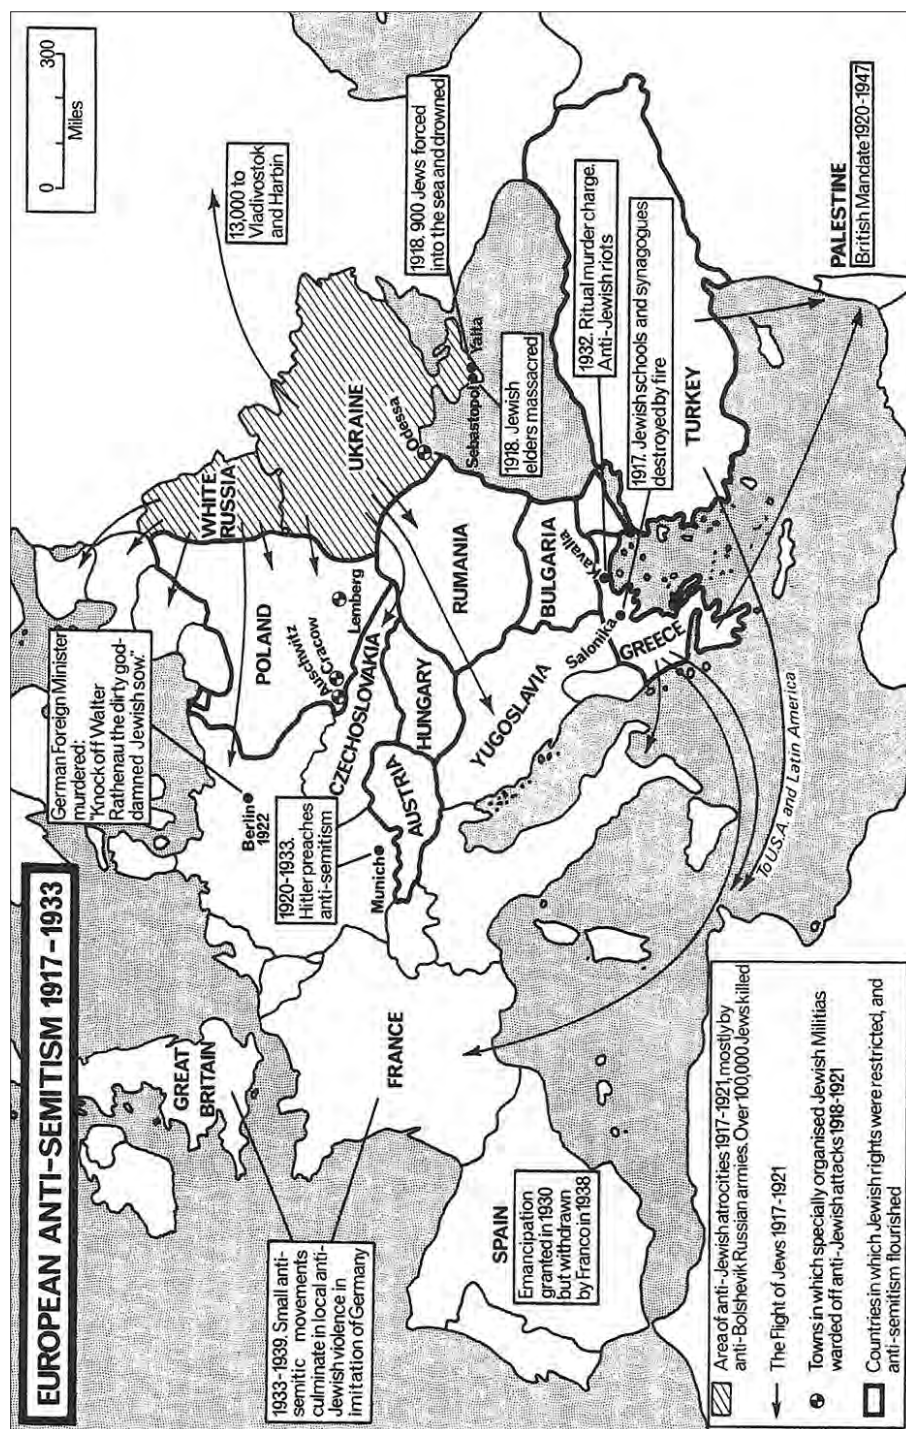 EUROPEAN ANTI-SEMITISM 1917-1933
0 300
Miles
German Foreign Minister
murdered:
"Knock off Walter
Rathenau the dirty god-
damned Jewish sow."
13,000 to
Vladivostok
and Harbin
1918, 900 Jews forced
into the sea and drowned
1918. Jewish
elders massacred
1932. Ritual murder charge.
Anti-Jewish riots
1917. Jewish schools and synagogues
destroyed by fire
PALESTINE
British Mandate 1920-1947
1920-1933.
Hitler preaches
anti-semitism
1933-1939. Small anti-
semitic movements
culminate in local anti-
Jewish violence in
imitation of Germany
SPAIN
Emancipation
granted in 1930
but withdrawn
by Franco in 1938
GREAT
BRITAIN
FRANCE
Berlin
1922
Munich
POLAND
Auschwitz
Cracow
Lemberg
WHITE
RUSSIA
UKRAINE
Odessa
Sebastopol
Yalta
CZECHOSLOVAKIA
AUSTRIA
HUNGARY
RUMANIA
YUGOSLAVIA
BULGARIA
Kavalla
Salonika
GREECE
TURKEY
To U.S.A. and Latin America
Area of anti-Jewish atrocities 1917-1921, mostly by
anti-Bolshevik Russian armies. Over 100,000 Jews killed
The Flight of Jews 1917-1921
Towns in which specially organised Jewish Militias
warded off anti-Jewish attacks 1918-1921
Countries in which Jewish rights were restricted, and
anti-semitism flourished